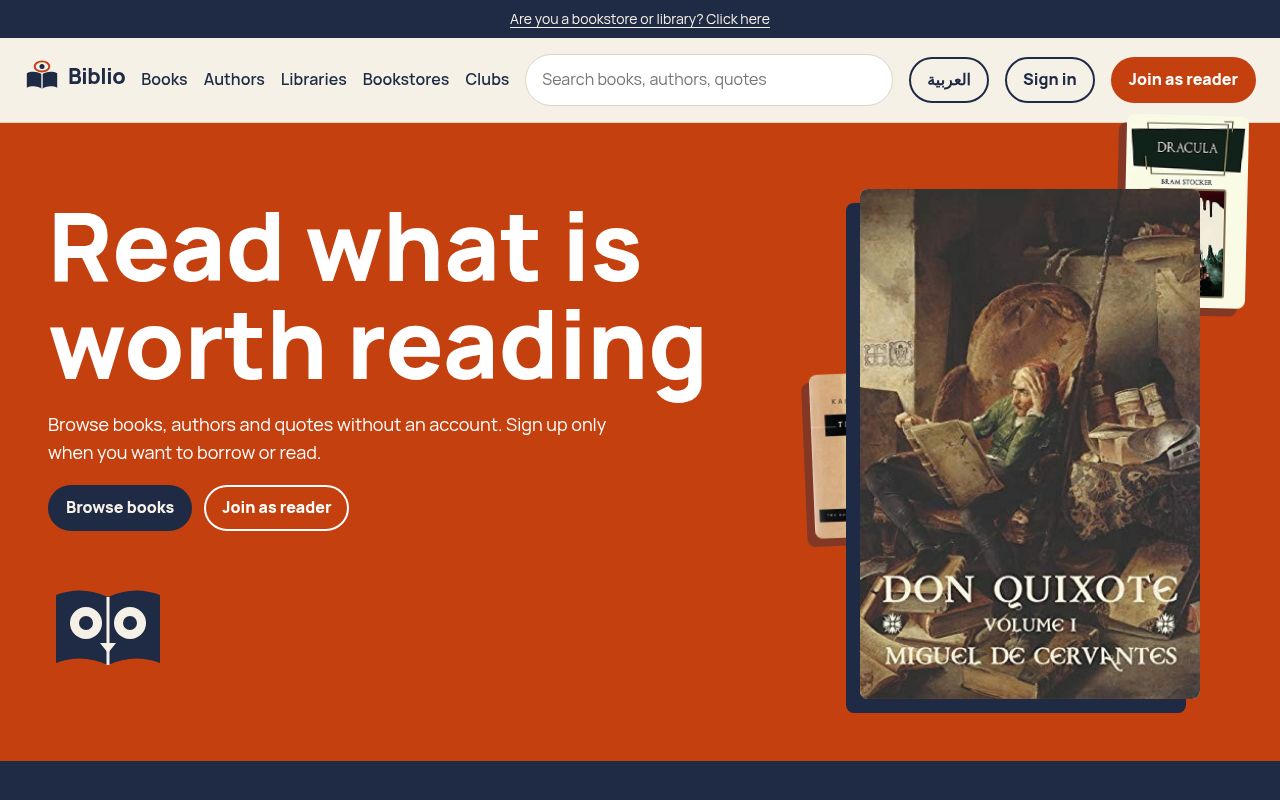 Are you a bookstore or library? Click here
Biblio
Books
Authors
Libraries
Bookstores
Clubs
Search books, authors, quotes
العربية
Sign in
Join as reader
DRACULA
BRAM STOCKER
Read what is
worth reading
Browse books, authors and quotes without an account. Sign up only
when you want to borrow or read.
Browse books
Join as reader
DON QUIXOTE
VOLUME I
MIGUEL DE CERVANTES